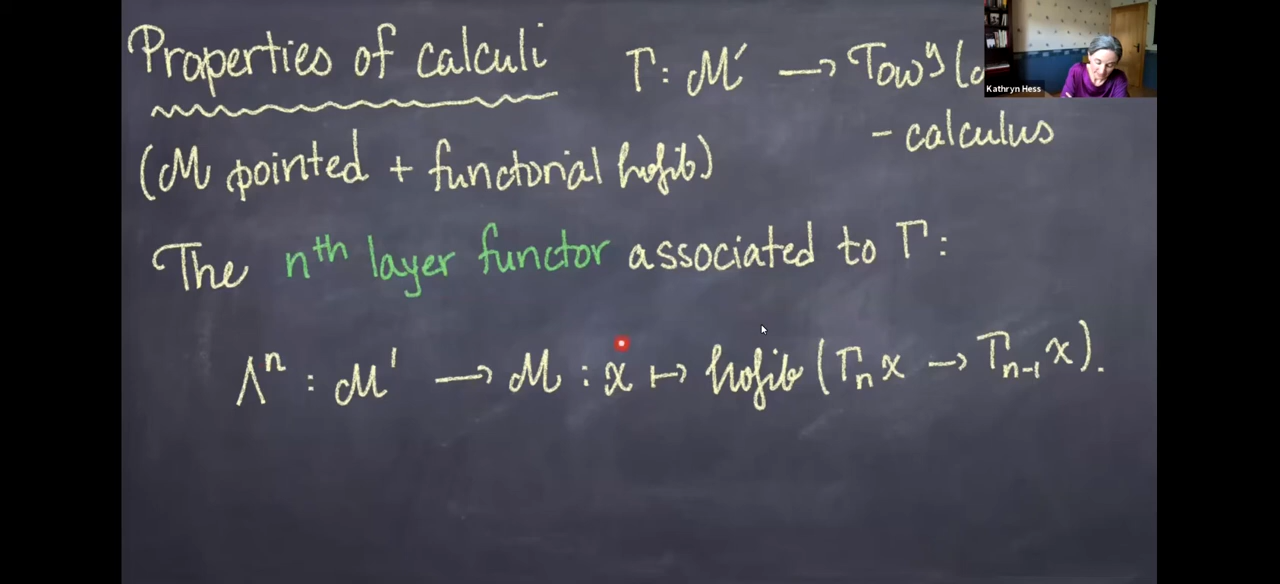 Properties of calculi Γ: M' → Tow^y (
Kathryn Hess
- calculus
(M pointed + functorial hofib)
The nth layer functor associated to Γ:
Λⁿ : M' → M : x ↦ hofib (Γₙx → Γₙ₋₁x).